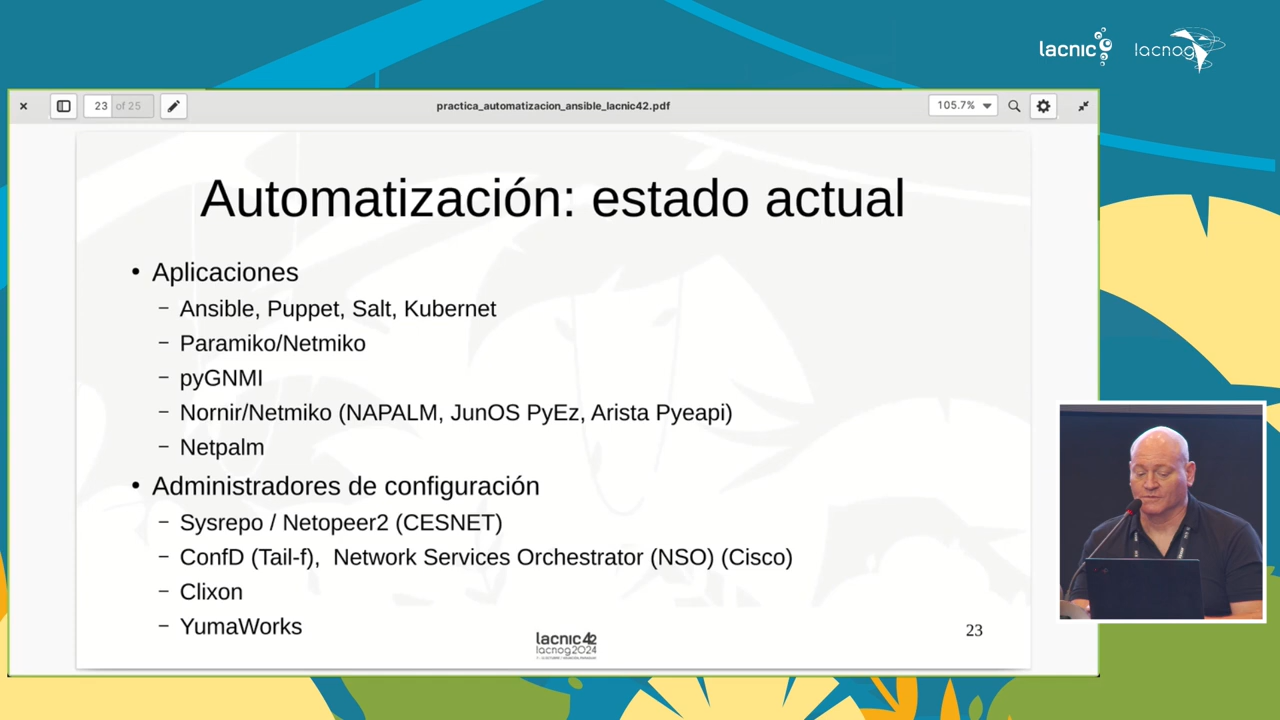 lacnic
lacnog
23 of 25
practica_automatizacion_ansible_lacnic42.pdf
105.7%
Automatización: estado actual
• Aplicaciones
– Ansible, Puppet, Salt, Kubernet
– Paramiko/Netmiko
– pyGNMI
– Nornir/Netmiko (NAPALM, JunOS PyEz, Arista Pyeapi)
– Netpalm
• Administradores de configuración
– Sysrepo / Netopeer2 (CESNET)
– ConfD (Tail-f), Network Services Orchestrator (NSO) (Cisco)
– Clixon
– YumaWorks
lacnic42
lacnog2024
23